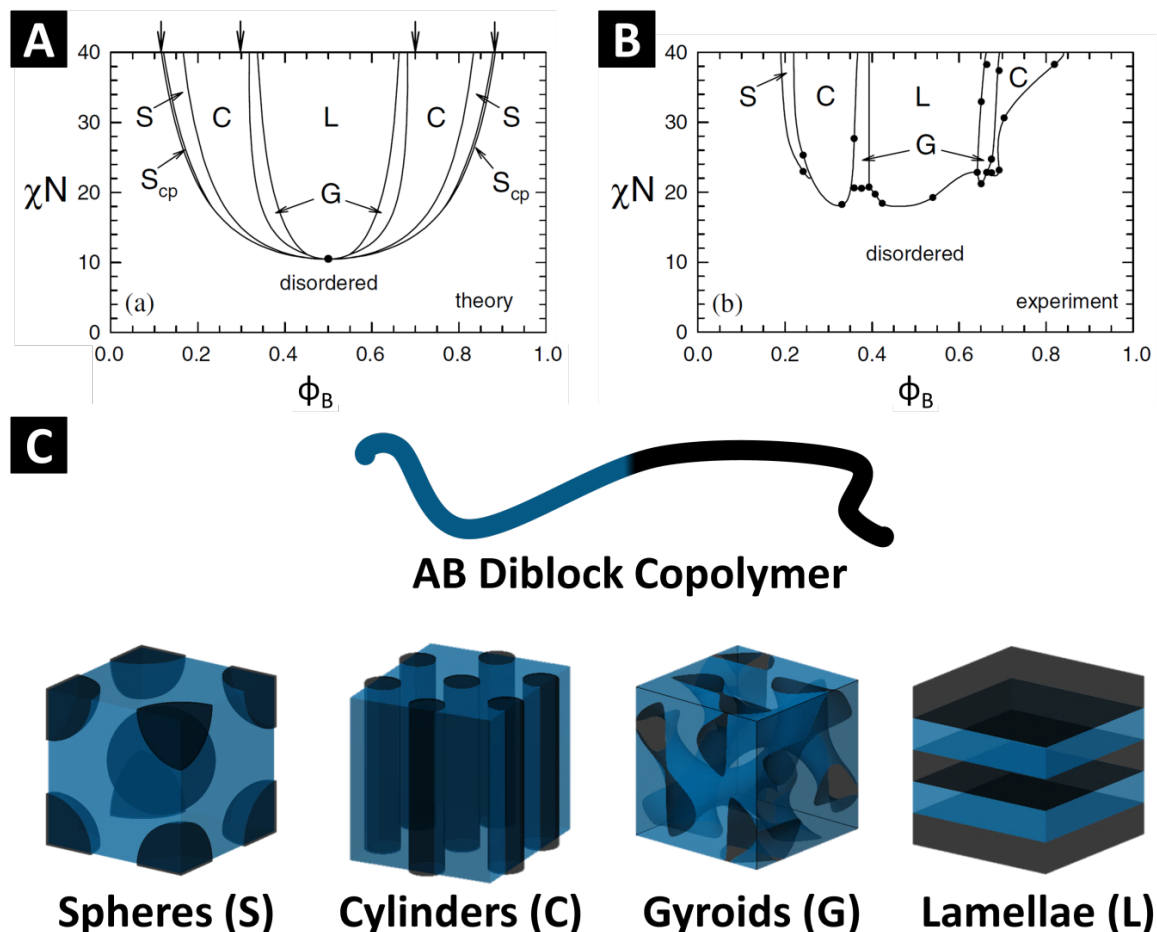 A
40
30
χN
20
10
0
S
C
L
C
S
Scp
Scp
G
disordered
(a)
theory
0.0
0.2
0.4
0.6
0.8
1.0
ϕB
B
40
30
χN
20
10
0
S
C
L
C
G
disordered
(b)
experiment
0.0
0.2
0.4
0.6
0.8
1.0
ϕB
C
AB Diblock Copolymer
Spheres (S)
Cylinders (C)
Gyroids (G)
Lamellae (L)